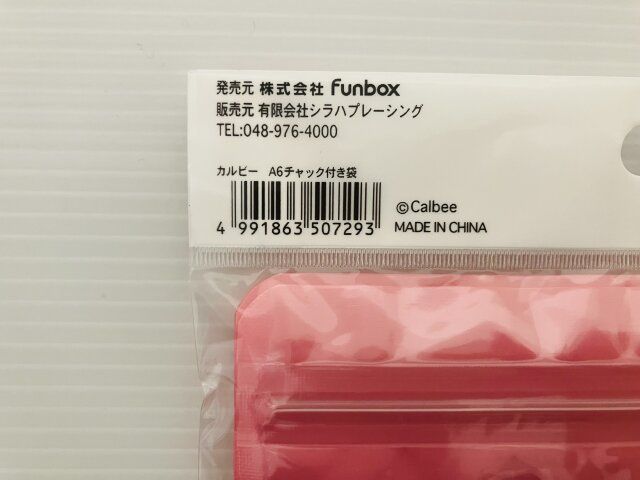 発売元 株式会社 Funbox
販売元 有限会社シラハプレーシング
TEL:048-976-4000
カルビー A6チャック付き袋
4 991863 507293
©Calbee
MADE IN CHINA